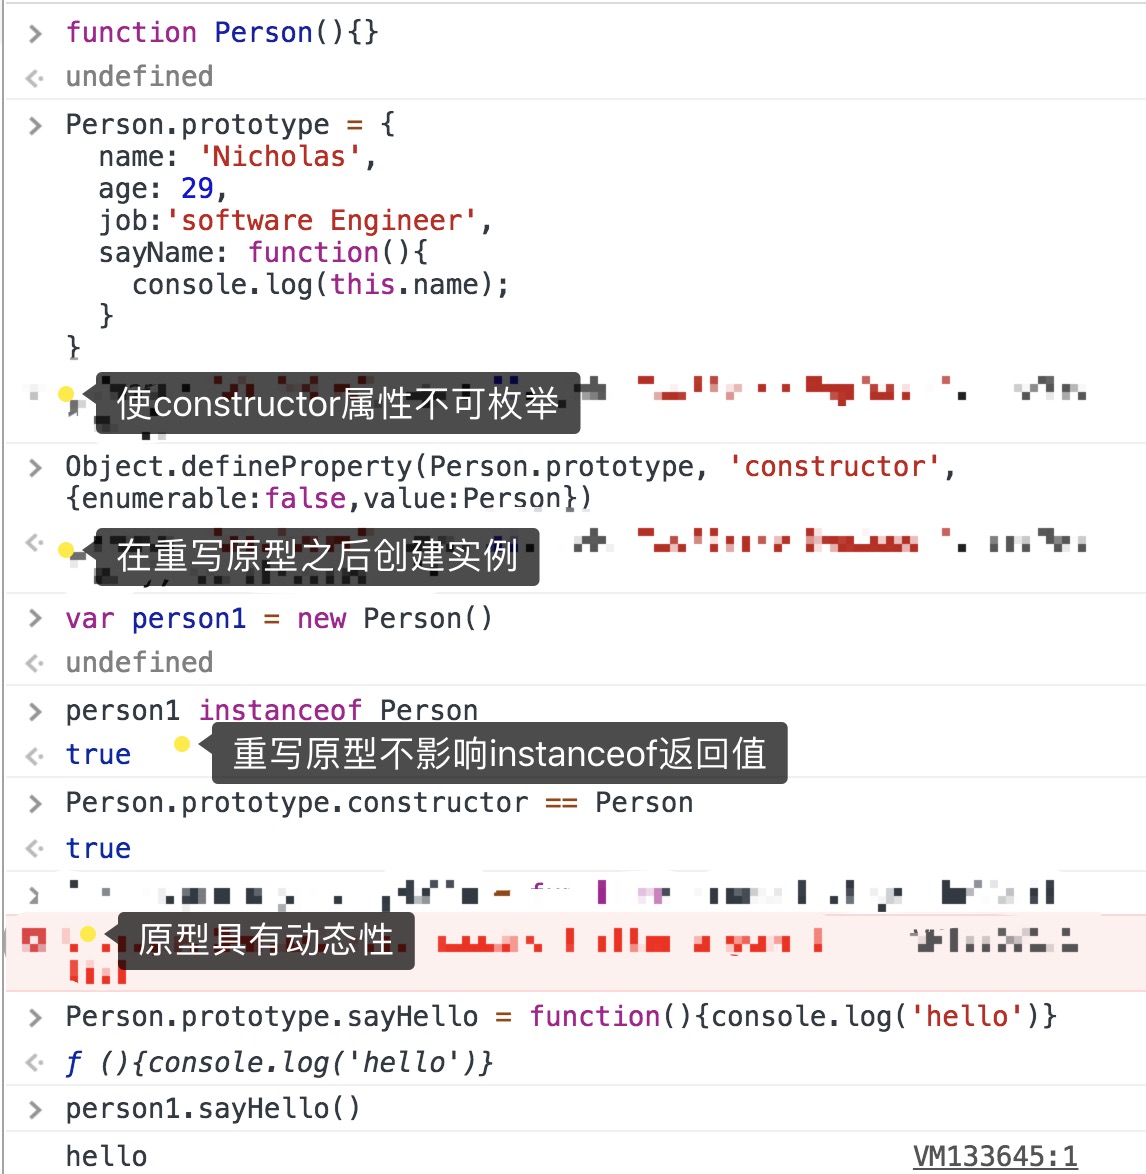 function Person(){}
undefined
Person.prototype = {
name: 'Nicholas',
age: 29,
job:'software Engineer',
sayName: function(){
console.log(this.name);
}
}
使constructor属性不可枚举
Object.defineProperty(Person.prototype, 'constructor',
{enumerable:false,value:Person})
在重写原型之后创建实例
var person1 = new Person()
undefined
person1 instanceof Person
true
重写原型不影响instanceof返回值
Person.prototype.constructor == Person
true
原型具有动态性
Person.prototype.sayHello = function(){console.log('hello')}
ƒ (){console.log('hello')}
person1.sayHello()
hello
VM133645:1